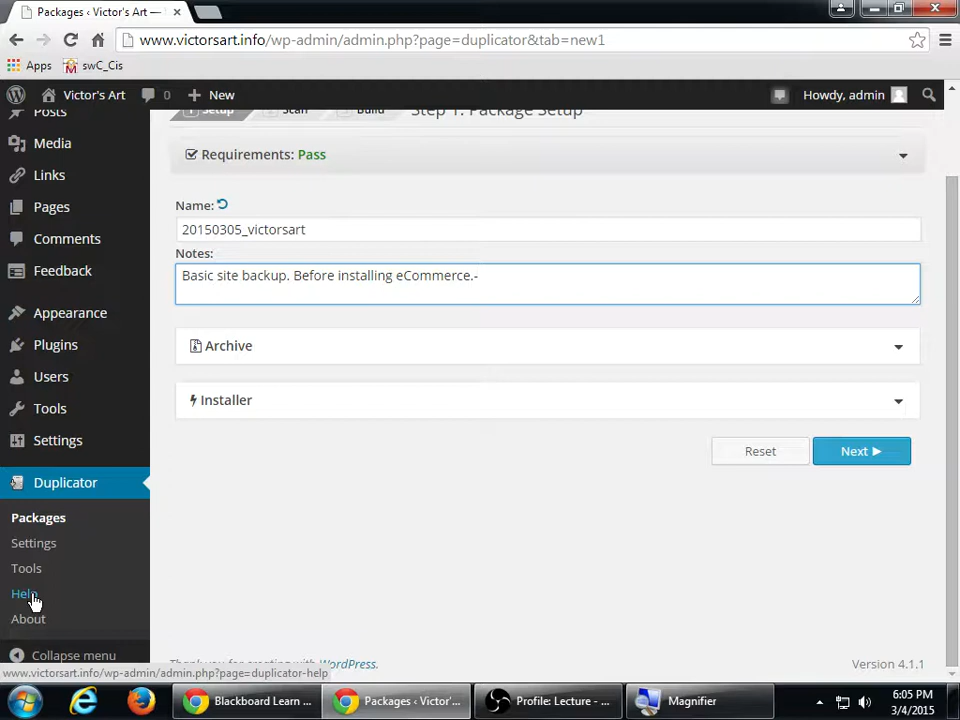 Packages ‹ Victor's Art —
www.victorsart.info/wp-admin/admin.php?page=duplicator&tab=new1
Apps
swC_Cis
Victor's Art
0
New
Howdy, admin
Posts
Media
Links
Pages
Comments
Feedback
Appearance
Plugins
Users
Tools
Settings
Duplicator
Packages
Settings
Tools
Help
About
Collapse menu
1 Setup
Scan
Build
Step 1: Package Setup
Requirements: Pass
Name:
20150305_victorsart
Notes:
Basic site backup. Before installing eCommerce.-
Archive
Installer
Reset
Next
Thank you for creating with WordPress.
Version 4.1.1
www.victorsart.info/wp-admin/admin.php?page=duplicator-help
Blackboard Learn ...
Packages ‹ Victor'...
Profile: Lecture - ...
Magnifier
6:05 PM
3/4/2015